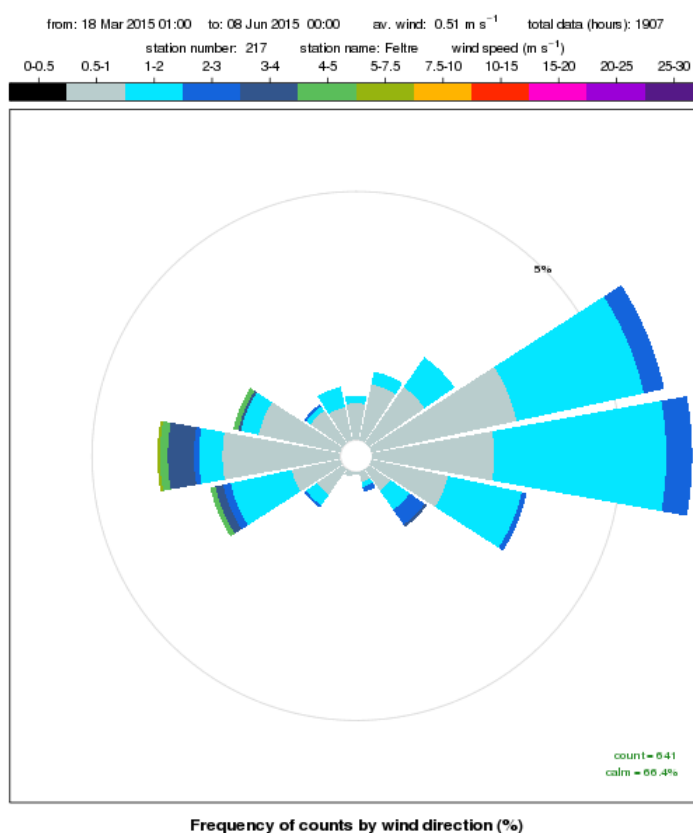 from: 18 Mar 2015 01:00 to: 08 Jun 2015 00:00 av. wind: 0.51 m s−1 total data (hours): 1907
station number: 217 station name: Feltre wind speed (m s−1)
0-0.5 0.5-1 1-2 2-3 3-4 4-5 5-7.5 7.5-10 10-15 15-20 20-25 25-30
5%
count = 641
calm = 66.4%
Frequency of counts by wind direction (%)